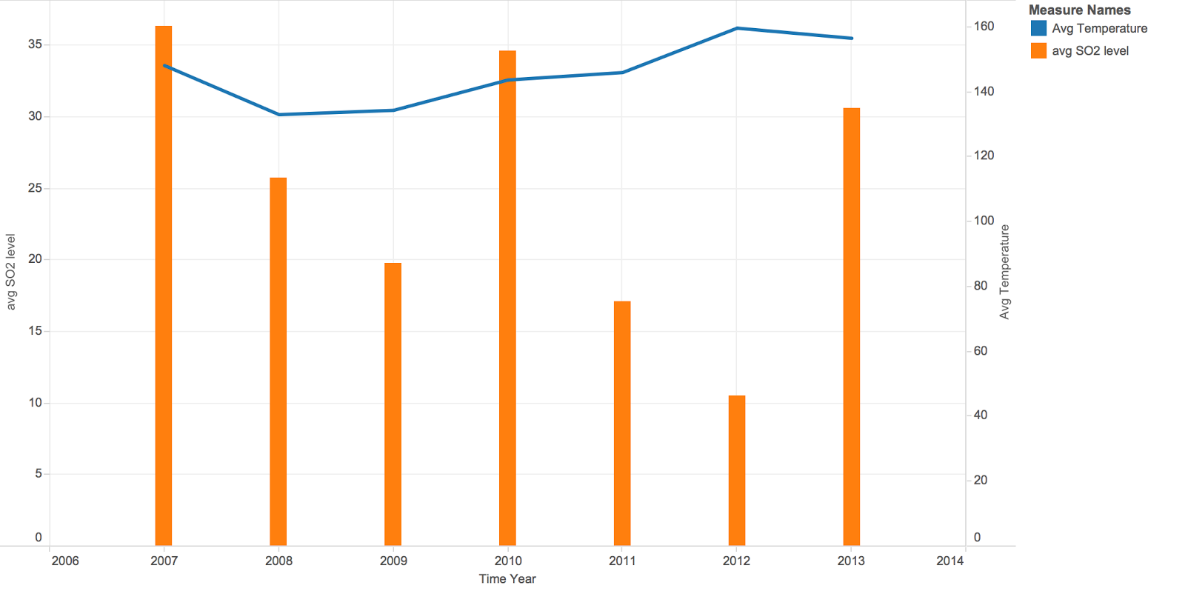 Measure Names
Avg Temperature
avg SO2 level
35
30
25
20
15
10
5
0
avg SO2 level
160
140
120
100
80
60
40
20
0
Avg Temperature
2006 2007 2008 2009 2010 2011 2012 2013 2014
Time Year